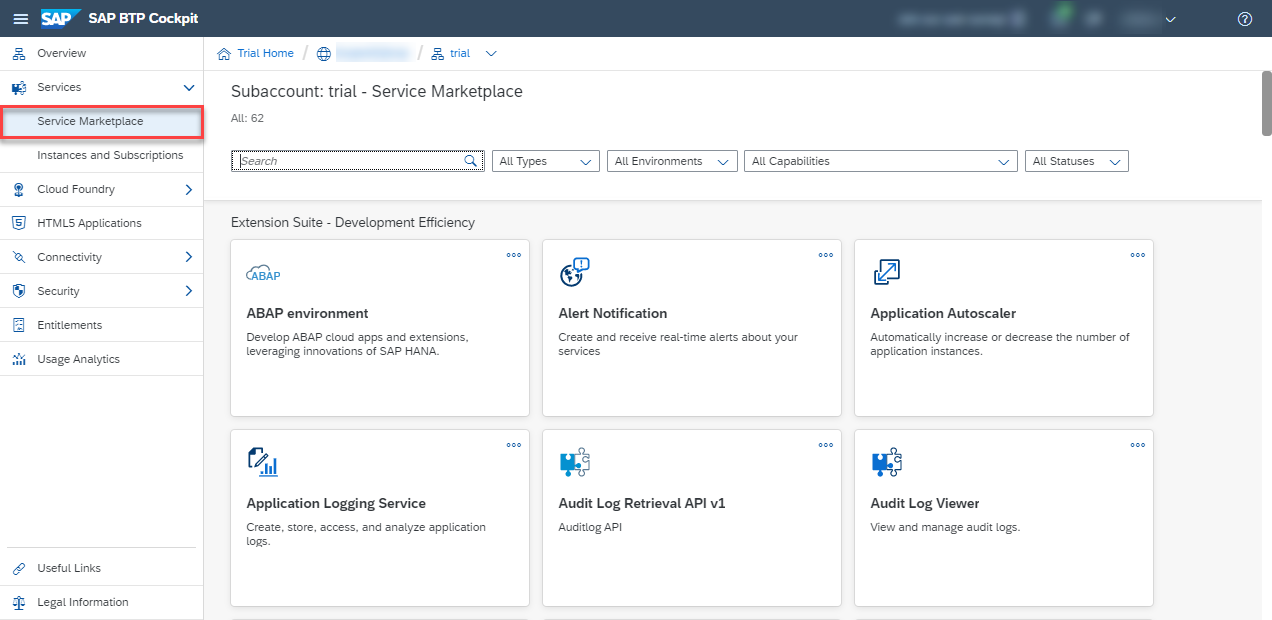 SAP SAP BTP Cockpit
Overview
Services
Service Marketplace
Instances and Subscriptions
Cloud Foundry
HTML5 Applications
Connectivity
Security
Entitlements
Usage Analytics
Useful Links
Legal Information
Trial Home / / trial
Subaccount: trial - Service Marketplace
All: 62
Search All Types All Environments All Capabilities All Statuses
Extension Suite - Development Efficiency
ABAP
ABAP environment
Develop ABAP cloud apps and extensions,
leveraging innovations of SAP HANA.
Alert Notification
Create and receive real-time alerts about your
services
Application Autoscaler
Automatically increase or decrease the number of
application instances.
Application Logging Service
Create, store, access, and analyze application
logs.
Audit Log Retrieval API v1
Auditlog API
Audit Log Viewer
View and manage audit logs.